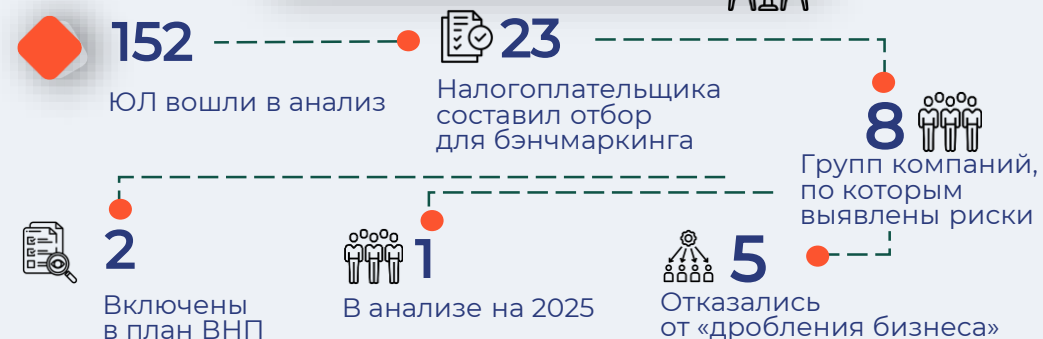 152
ЮЛ вошли в анализ
23
Налогоплательщика
составил отбор
для бэнчмаркинга
8
Групп компаний,
по которым
выявлены риски
2
Включены
в план ВНП
1
В анализе на 2025
5
Отказались
от «дробления бизнеса»